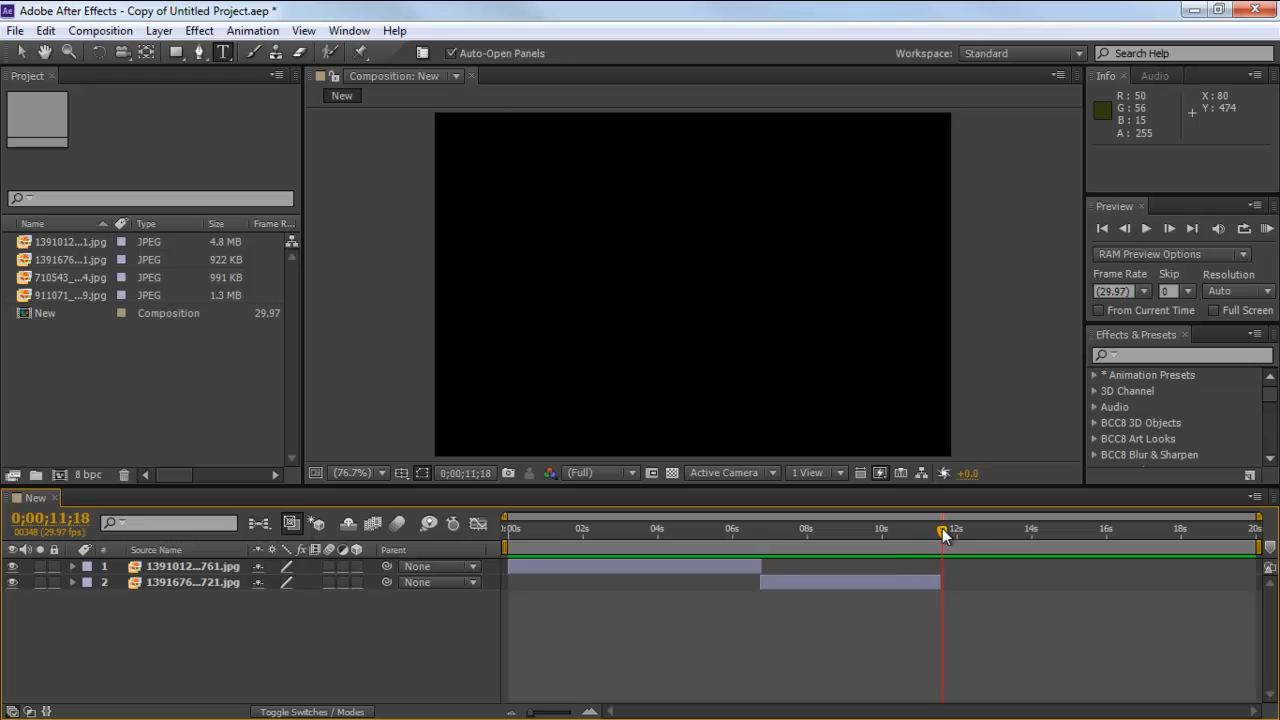 Adobe After Effects - Copy of Untitled Project.aep *
File Edit Composition Layer Effect Animation View Window Help
Auto-Open Panels Workspace: Standard Search Help
Project Composition: New Info Audio
New
R : 50 X : 80
G : 56 Y : 474
B : 15
A : 255
Preview
Name Type Size Frame R...
1391012...1.jpg JPEG 4.8 MB
1391676...1.jpg JPEG 922 KB
710543_...4.jpg JPEG 991 KB
911071_...9.jpg JPEG 1.3 MB
New Composition 29.97
RAM Preview Options
Frame Rate Skip Resolution
(29.97) 0 Auto
From Current Time Full Screen
Effects & Presets
* Animation Presets
3D Channel
Audio
BCC8 3D Objects
BCC8 Art Looks
BCC8 Blur & Sharpen
8 bpc (76.7%) 0;00;11;18 (Full) Active Camera 1 View +0.0
New
0;00;11;18
00348 (29.97 fps)
:00s 02s 04s 06s 08s 10s 12s 14s 16s 18s 20s
# Source Name Parent
1 1391012...761.jpg None
2 1391676...721.jpg None
Toggle Switches / Modes